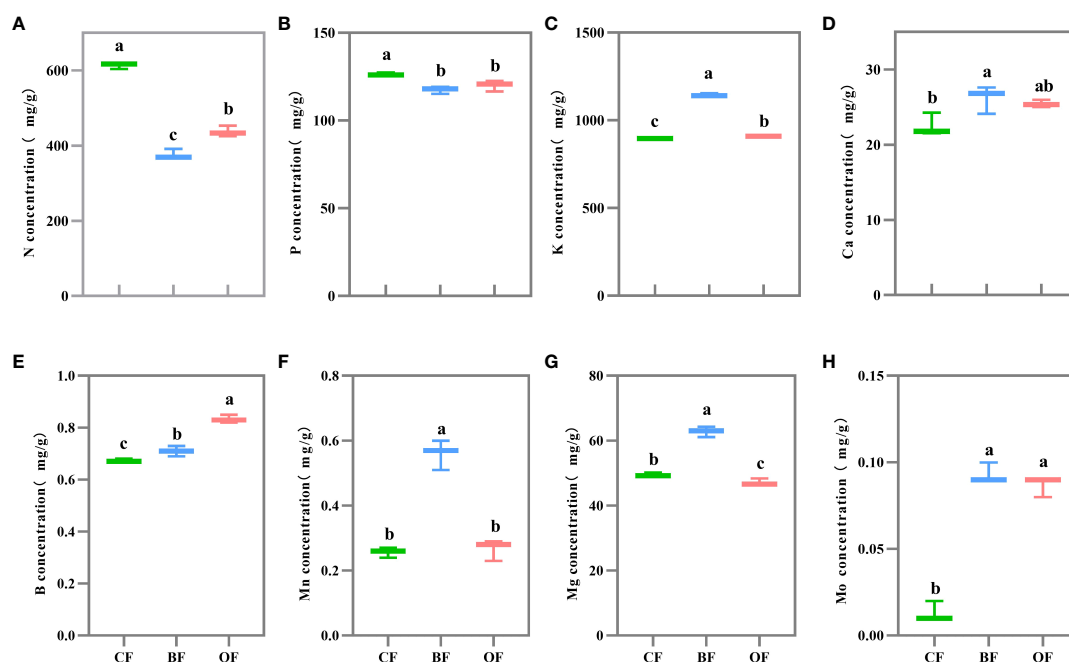 A
N concentration( mg/g)
600
400
200
0
a
c
b
B
P concentration( mg/g)
150
100
50
0
a
b
b
C
K concentration( mg/g)
1500
1000
500
0
c
a
b
D
Ca concentration( mg/g)
30
20
10
0
b
a
ab
E
B concentration( mg/g)
1.0
0.8
0.6
0.4
0.2
0.0
c
b
a
CF BF OF
F
Mn concentration( mg/g)
0.8
0.6
0.4
0.2
0.0
b
a
b
CF BF OF
G
Mg concentration( mg/g)
80
60
40
20
0
b
a
c
CF BF OF
H
Mo concentration ( mg/g)
0.15
0.10
0.05
0.00
b
a
a
CF BF OF